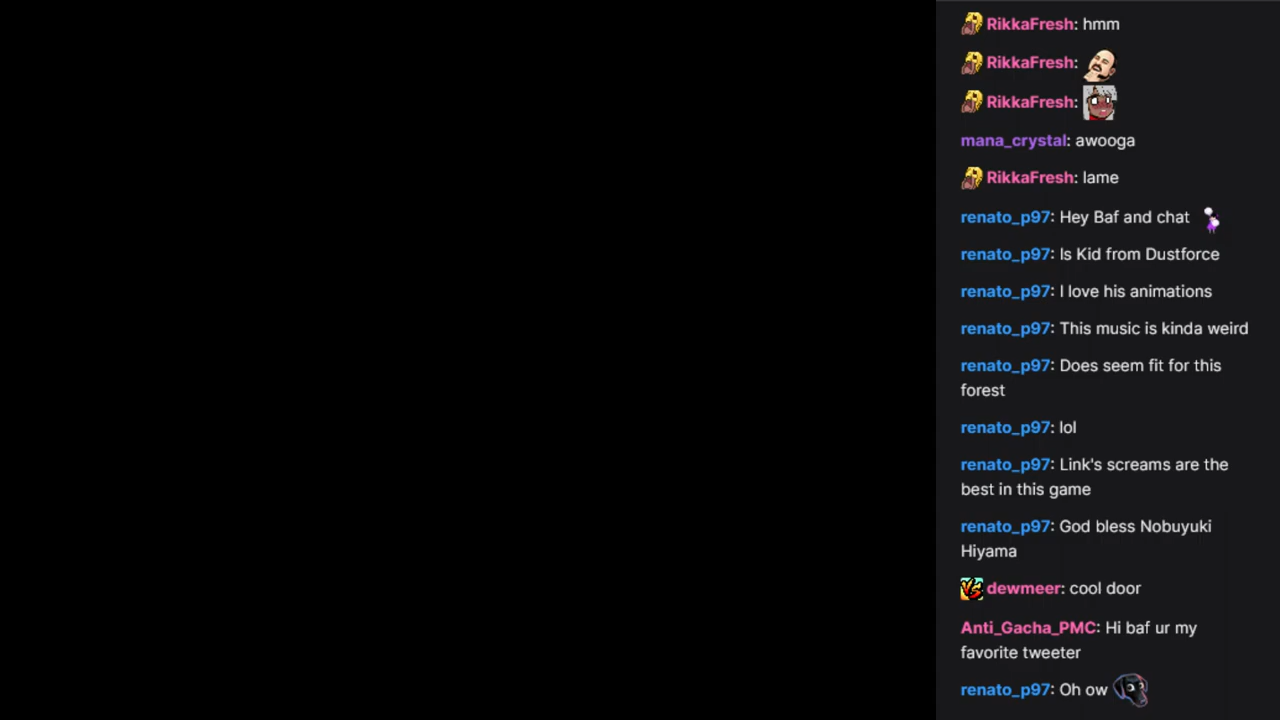 RikkaFresh: hmm
RikkaFresh:
RikkaFresh:
mana_crystal: awooga
RikkaFresh: lame
renato_p97: Hey Baf and chat
renato_p97: Is Kid from Dustforce
renato_p97: I love his animations
renato_p97: This music is kinda weird
renato_p97: Does seem fit for this
forest
renato_p97: lol
renato_p97: Link's screams are the
best in this game
renato_p97: God bless Nobuyuki
Hiyama
VS dewmeer: cool door
Anti_Gacha_PMC: Hi baf ur my
favorite tweeter
renato_p97: Oh ow